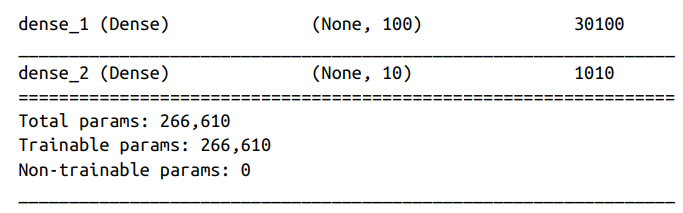 dense_1 (Dense)              (None, 100)               30100
_________________________________________________________________
dense_2 (Dense)              (None, 10)                1010
=================================================================
Total params: 266,610
Trainable params: 266,610
Non-trainable params: 0
_________________________________________________________________